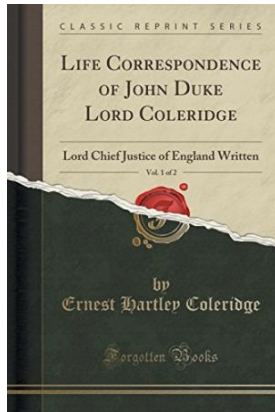 CLASSIC REPRINT SERIES
LIFE CORRESPONDENCE
OF JOHN DUKE
LORD COLERIDGE
Lord Chief Justice of England Written
Vol. 1 of 2
by
Ernest Hartley Coleridge
Forgotten Books